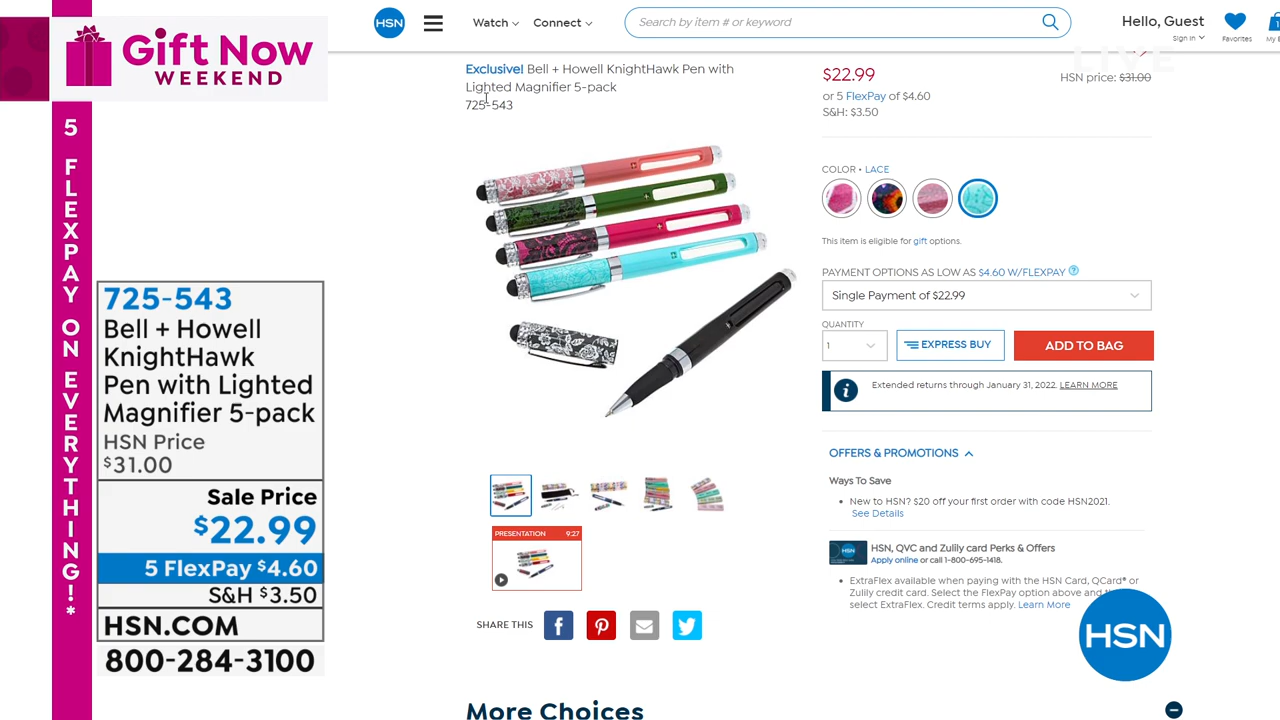 Gift Now
WEEKEND
5 FLEXPAY ON EVERYTHING!*
725-543
Bell + Howell
KnightHawk
Pen with Lighted
Magnifier 5-pack
HSN Price
$31.00
Sale Price
$22.99
5 FlexPay $4.60
S&H $3.50
HSN.COM
800-284-3100
HSN
Watch
Connect
Search by item # or keyword
Hello, Guest
Sign In
Favorites
1
LIVE
Exclusive! Bell + Howell KnightHawk Pen with
Lighted Magnifier 5-pack
725-543
$22.99
HSN price: $31.00
or 5 FlexPay of $4.60
S&H: $3.50
COLOR • LACE
This item is eligible for gift options.
PAYMENT OPTIONS AS LOW AS $4.60 W/FLEXPAY ?
Single Payment of $22.99
QUANTITY
1
EXPRESS BUY
ADD TO BAG
i
Extended returns through January 31, 2022. LEARN MORE
OFFERS & PROMOTIONS
Ways To Save
• New to HSN? $20 off your first order with code HSN2021.
See Details
HSN
HSN, QVC and Zulily card Perks & Offers
Apply online or call 1-800-695-1418.
• ExtraFlex available when paying with the HSN Card, QCard® or
Zulily credit card. Select the FlexPay option above and
select ExtraFlex. Credit terms apply. Learn More
PRESENTATION 9:27
SHARE THIS
HSN
More Choices